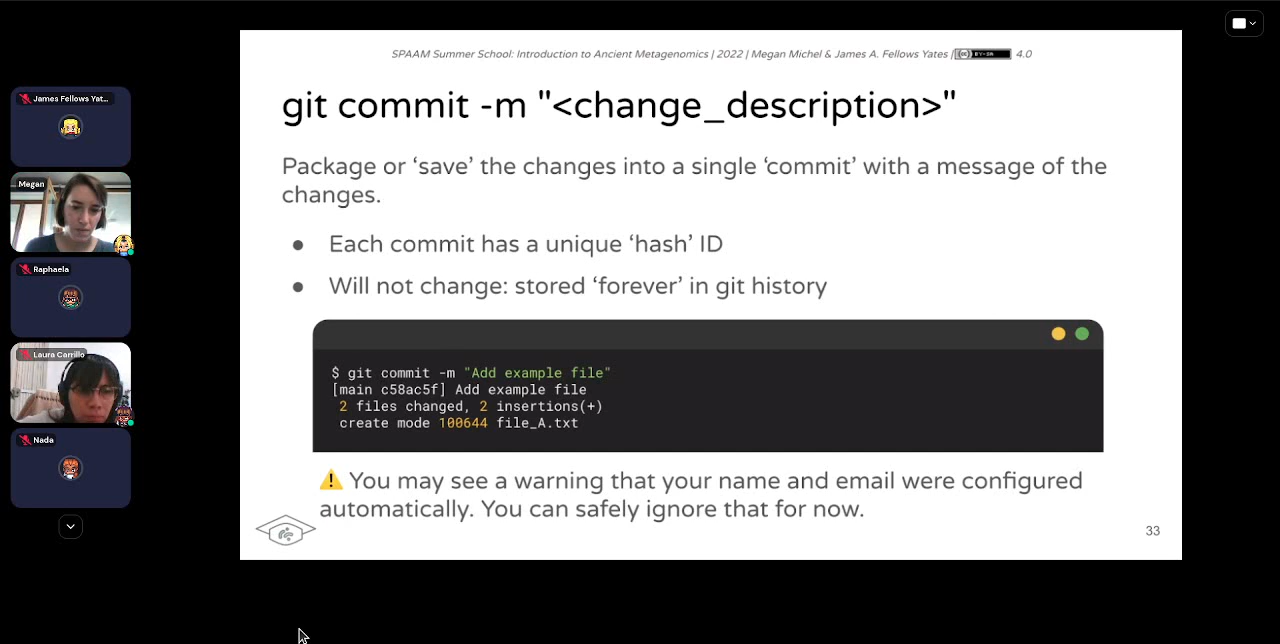 SPAAM Summer School: Introduction to Ancient Metagenomics | 2022 | Megan Michel & James A. Fellows Yates | BY-SA 4.0
James Fellows Yat...
Megan
Raphaela
Laura Carrillo
Nada
git commit -m "<change_description>"
Package or ‘save’ the changes into a single ‘commit’ with a message of the
changes.
● Each commit has a unique ‘hash’ ID
● Will not change: stored ‘forever’ in git history
$ git commit -m "Add example file"
[main c58ac5f] Add example file
2 files changed, 2 insertions(+)
create mode 100644 file_A.txt
⚠️ You may see a warning that your name and email were configured
automatically. You can safely ignore that for now.
33